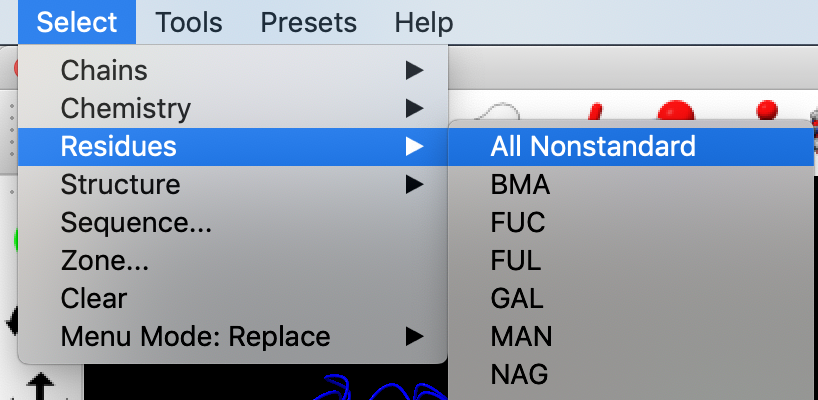 Select Tools Presets Help
Chains
Chemistry
Residues
Structure
Sequence...
Zone...
Clear
Menu Mode: Replace
All Nonstandard
BMA
FUC
FUL
GAL
MAN
NAG